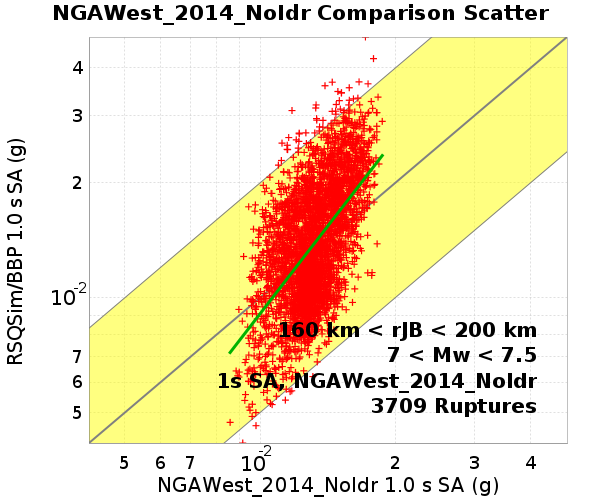 NGAWest_2014_NoIdr Comparison Scatter
RSQSim/BBP 1.0 s SA (g)
4
3
2
10-2
7
6
5
160 km < rJB < 200 km
7 < Mw < 7.5
1s SA, NGAWest_2014_NoIdr
3709 Ruptures
5 6 7 10-2 2 3 4
NGAWest_2014_NoIdr 1.0 s SA (g)